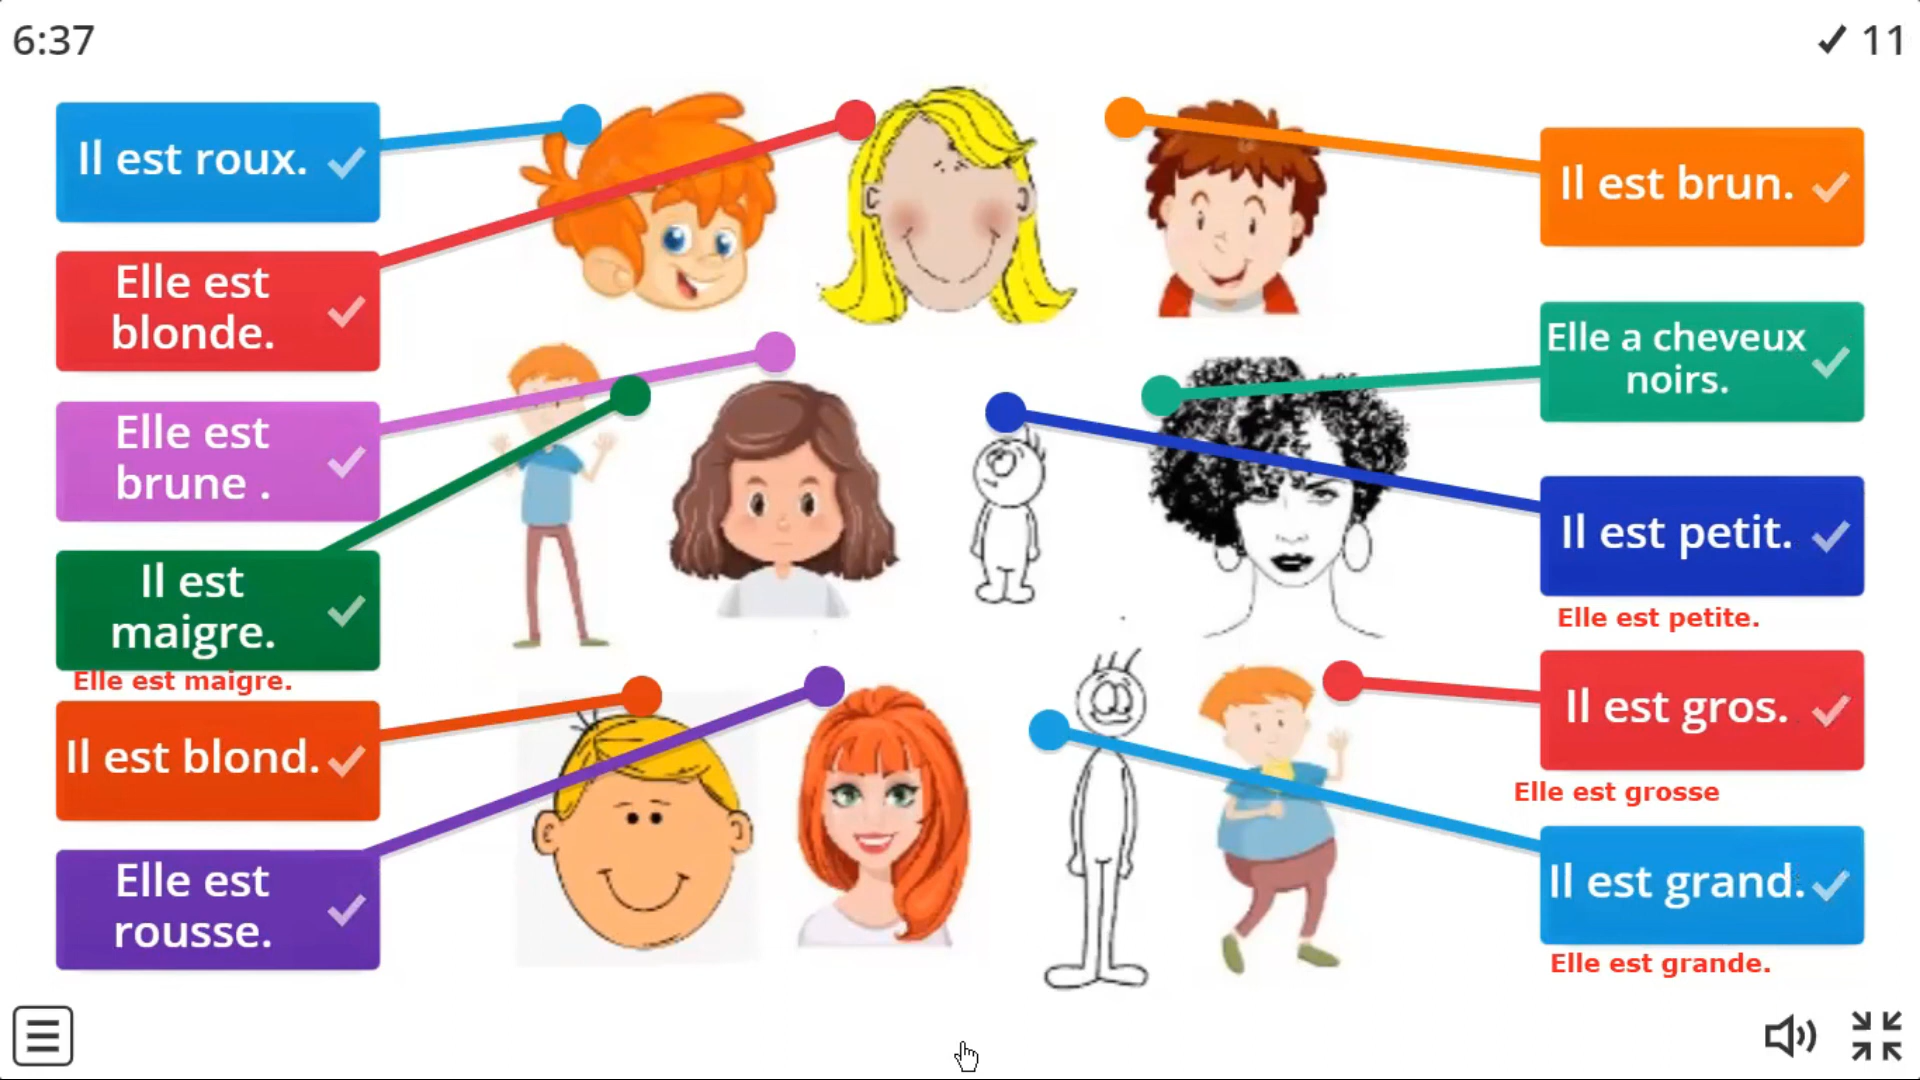 6:37
11
Il est roux.
Elle est
blonde.
Elle est
brune .
Il est
maigre.
Elle est maigre.
Il est blond.
Elle est
rousse.
Il est brun.
Elle a cheveux
noirs.
Il est petit.
Elle est petite.
Il est gros.
Elle est grosse
Il est grand.
Elle est grande.